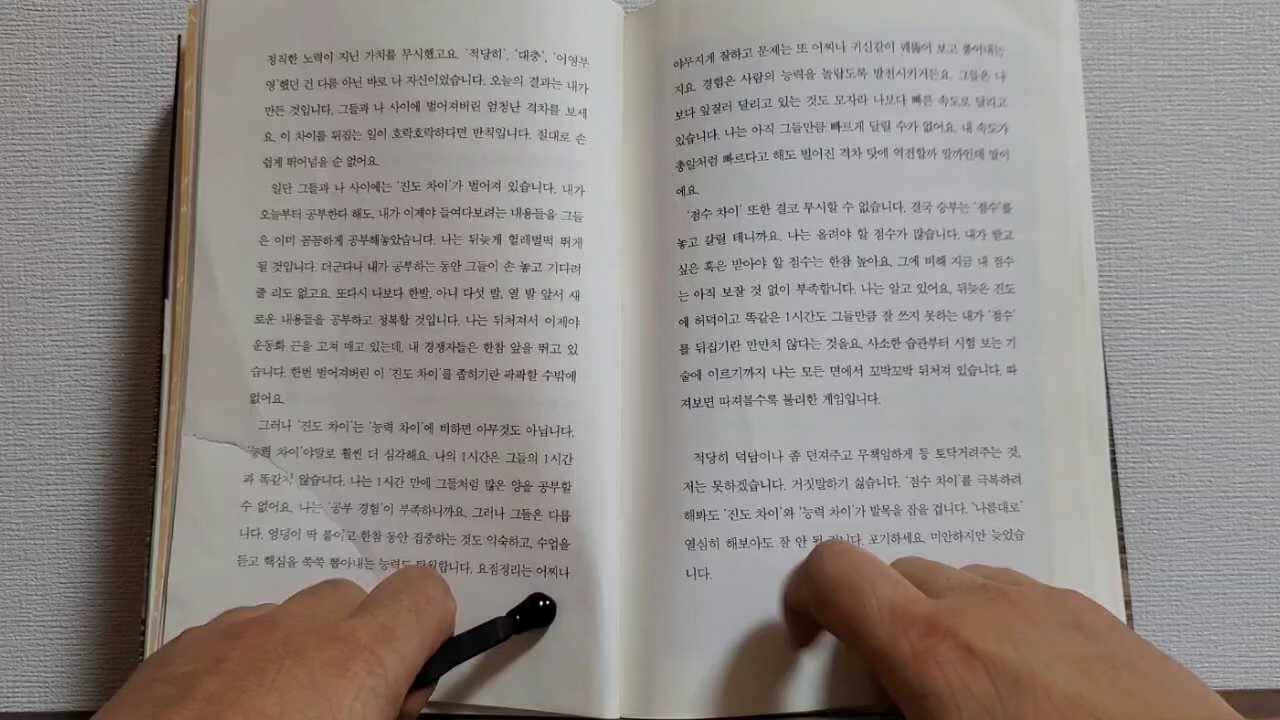 정직한 노력이 지닌 가치를 무시했고요. '적당히', '대충', '어영부
영'했던 건 다름 아닌 바로 나 자신이었습니다. 오늘의 결과는 내가
만든 것입니다. 그들과 나 사이에 벌어져버린 엄청난 격차를 보세
요. 이 차이를 뒤집는 일이 호락호락하다면 반칙입니다. 절대로 손
쉽게 뛰어넘을 순 없어요.
일단 그들과 나 사이에는 '진도 차이'가 벌어져 있습니다. 내가
오늘부터 공부한다 해도, 내가 이제야 들여다보려는 내용들을 그들
은 이미 꼼꼼하게 공부해놓았습니다. 나는 뒤늦게 헐레벌떡 뛰게
될 것입니다. 더군다나 내가 공부하는 동안 그들이 손 놓고 기다려
줄 리도 없고요. 또다시 나보다 한발, 아니 다섯 발, 열 발 앞서 새
로운 내용들을 공부하고 정복할 것입니다. 나는 뒤처져서 이제야
운동화 끈을 고쳐 매고 있는데, 내 경쟁자들은 한참 앞을 뛰고 있
습니다. 한번 벌어져버린 이 '진도 차이'를 좁히기란 곽곽할 수밖에
없어요.
그러나 '진도 차이'는 '능력 차이'에 비하면 아무것도 아닙니다.
'능력 차이'야말로 훨씬 더 심각해요. 나의 1시간은 그들의 1시간
과 똑같지 않습니다. 나는 1시간 만에 그들처럼 많은 양을 공부할
수 없어요. 나는 '공부 경험'이 부족하니까요. 그러나 그들은 다릅
니다. 엉덩이 딱 붙이고 한참 동안 집중하는 것도 익숙하고, 수업을
듣고 핵심을 쏙쏙 뽑아내는 능력도 탁월합니다. 요점정리는 어찌나
야무지게 잘하고 문제는 또 어찌나 귀신같이 꿰뚫어 보고 풀어내는
지요. 경험은 사람의 능력을 놀랍도록 발전시키거든요. 그들은 나
보다 앞질러 달리고 있는 것도 모자라 나보다 빠른 속도로 달리고
있습니다. 나는 아직 그들만큼 빠르게 달릴 수가 없어요. 내 속도가
총알처럼 빠르다고 해도 벌어진 격차 탓에 역전할까 말까인데 말이
에요.
'점수 차이' 또한 결코 무시할 수 없습니다. 결국 승부는 '점수'를
놓고 갈릴 테니까요. 나는 올려야 할 점수가 많습니다. 내가 받고
싶은 혹은 받아야 할 점수는 한참 높아요. 그에 비해 지금 내 점수
는 아직 보잘 것 없이 부족합니다. 나는 알고 있어요. 뒤늦은 진도
에 허덕이고 똑같은 1시간도 그들만큼 잘 쓰지 못하는 내가 '점수'
를 뒤집기란 만만치 않다는 것을요. 사소한 습관부터 시험 보는 기
술에 이르기까지 나는 모든 면에서 꼬박꼬박 뒤처져 있습니다. 따
져보면 따져볼수록 불리한 게임입니다.
적당히 덕담이나 좀 던져주고 무책임하게 등 토닥거려주는 것,
저는 못하겠습니다. 거짓말하기 싫습니다. '점수 차이'를 극복하려
해봐도 '진도 차이'와 '능력 차이'가 발목을 잡을 겁니다. '나름대로'
열심히 해보아도 잘 안 될 겁니다. 포기하세요. 미안하지만 늦었습
니다.